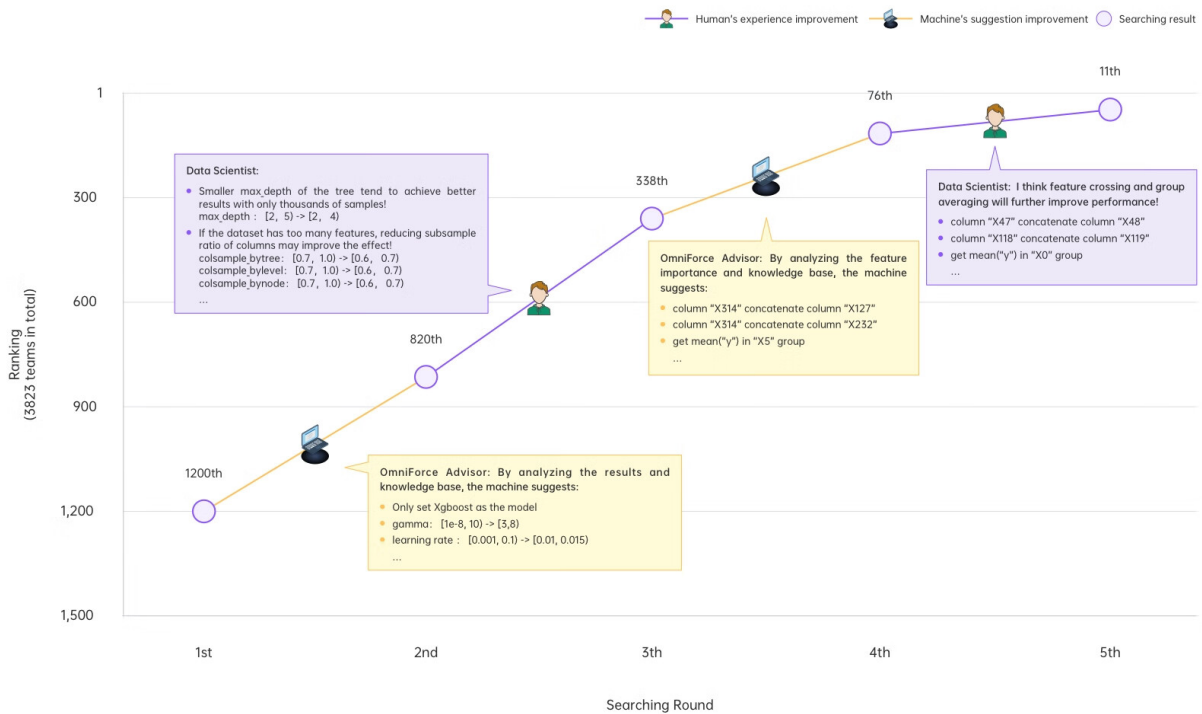 Human's experience improvement
Machine's suggestion improvement
Searching result
11th
1
76th
Data Scientist:
Smaller max_depth of the tree tend to achieve better
results with only thousands of samples!
max_depth : [2, 5) -> [2, 4)
If the dataset has too many features, reducing subsample
ratio of columns may improve the effect!
colsample_bytree: [0.7, 1.0) -> [0.6, 0.7)
colsample_bylevel: [0.7, 1.0) -> [0.6, 0.7)
colsample_bynode: [0.7, 1.0) -> [0.6, 0.7)
...
338th
300
Data Scientist: I think feature crossing and group
averaging will further improve performance!
column "X47" concatenate column "X48"
column "X118" concatenate column "X119"
get mean("y") in "X0" group
...
OmniForce Advisor: By analyzing the feature
importance and knowledge base, the machine
suggests:
column "X314" concatenate column "X127"
column "X314" concatenate column "X232"
get mean("y") in "X5" group
...
600
820th
Ranking
(3823 teams in total)
900
1200th
OmniForce Advisor: By analyzing the results and
knowledge base, the machine suggests:
Only set Xgboost as the model
gamma: [1e-8, 10) -> [3,8)
learning rate : [0.001, 0.1) -> [0.01, 0.015)
...
1,200
1,500
1st
2nd
3th
4th
5th
Searching Round